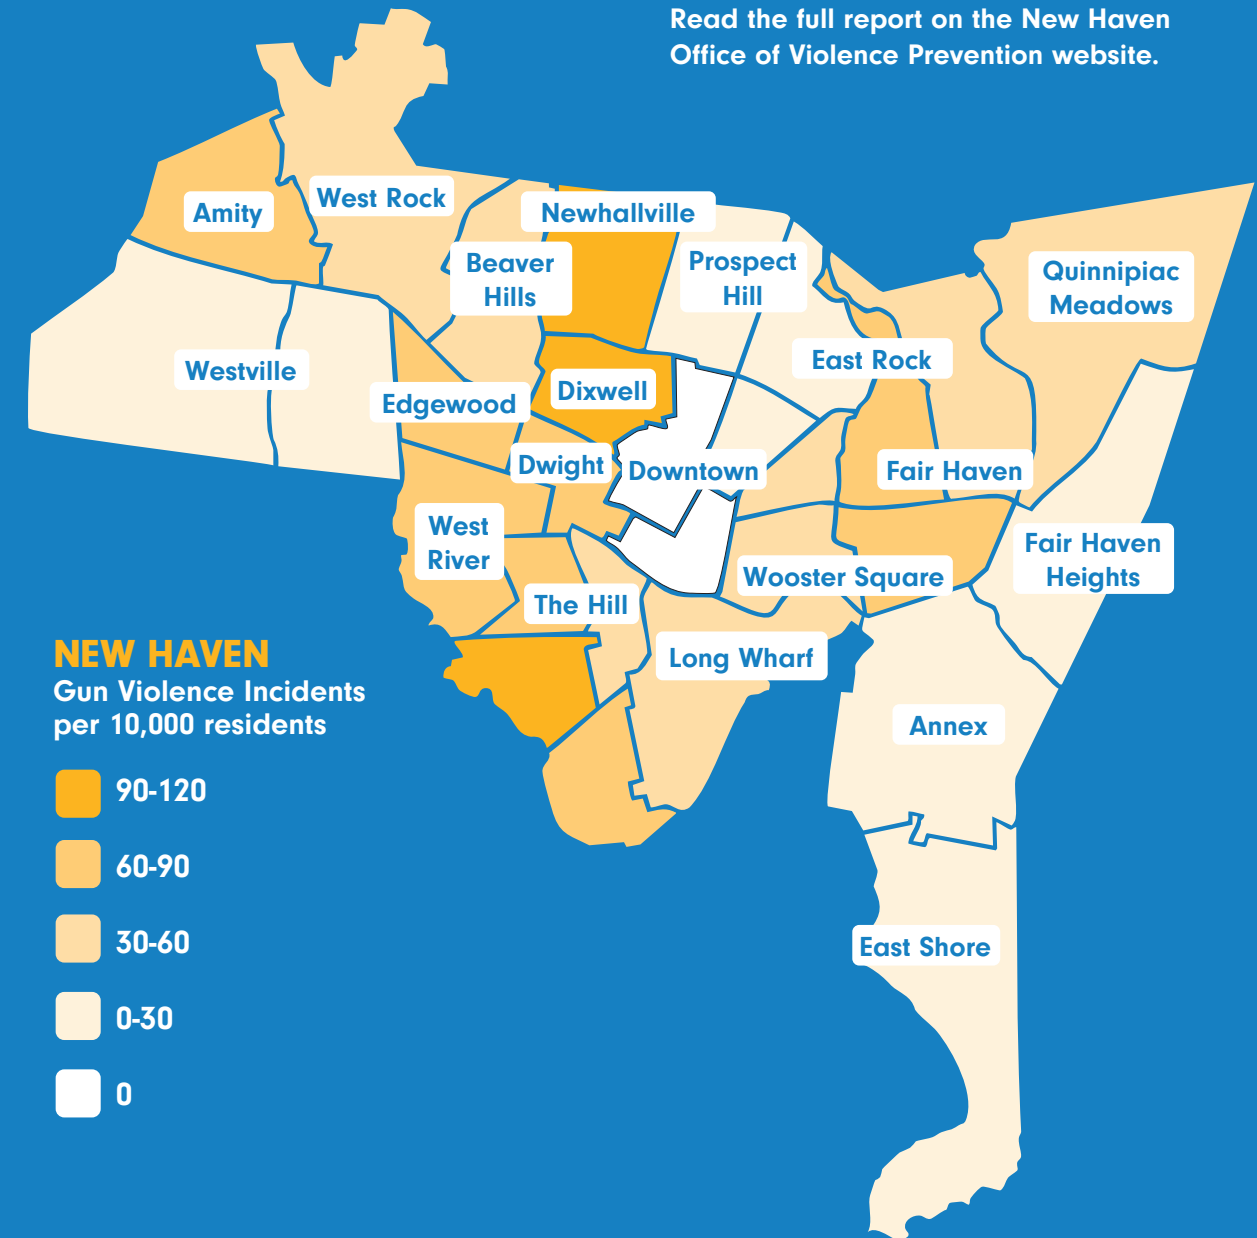 Read the full report on the New Haven
Office of Violence Prevention website.
Amity
West Rock
Newhallville
Beaver
Hills
Prospect
Hill
Quinnipiac
Meadows
Westville
East Rock
Edgewood
Dixwell
Dwight
Downtown
Fair Haven
West
River
Fair Haven
Heights
Wooster Square
The Hill
Long Wharf
Annex
East Shore
NEW HAVEN
Gun Violence Incidents
per 10,000 residents
90-120
60-90
30-60
0-30
0